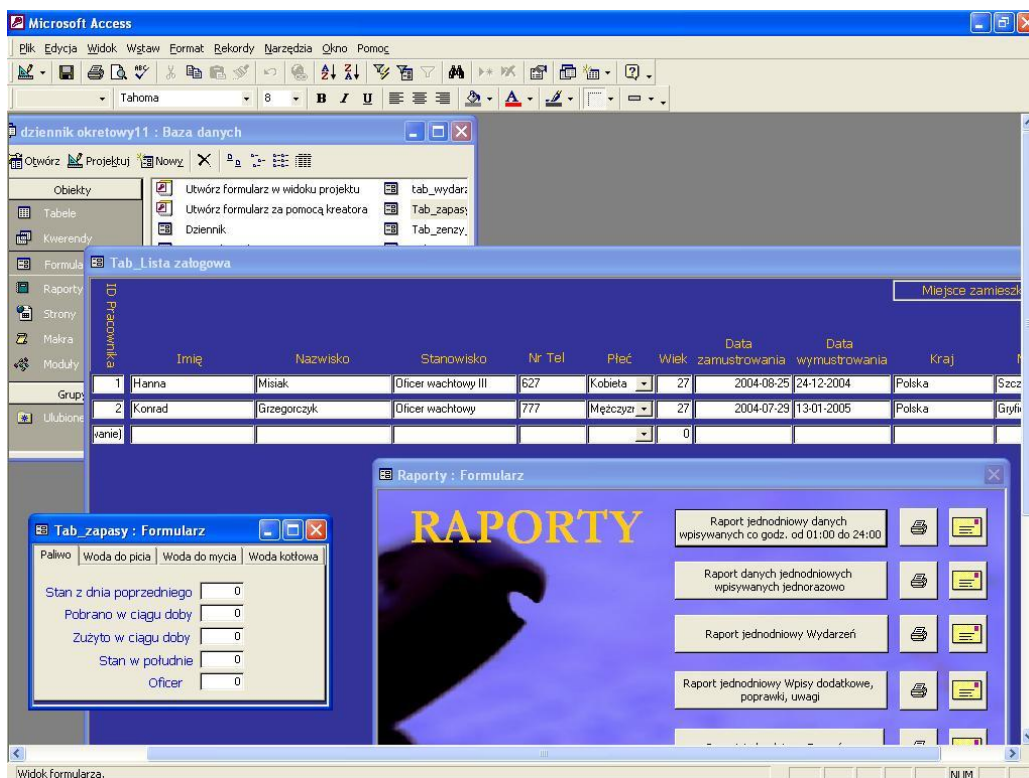 Microsoft Access
Plik Edycja Widok Wstaw Format Rekordy Narzędzia Okno Pomoc
Tahoma 8 B I U
dziennik okretowy11 : Baza danych
Otwórz Projektuj Nowy
Obiekty
Tabele
Kwerendy
Raporty
Strony
Makra
Moduły
Ulubione
Utwórz formularz w widoku projektu
Utwórz formularz za pomocą kreatora
Dziennik
Tab_Lista załogowa
Miejsce
ID Pracownika Imię Nazwisko Stanowisko Nr Tel Płeć Wiek Data zamustrowania Data wymustrowania Kraj
1 Hanna Misiak Oficer wachtowy III 627 Kobieta 27 2004-08-25 24-12-2004 Polska
2 Konrad Grzegorczyk Oficer wachtowy 777 27 2004-07-29 13-01-2005 Polska
0
Raporty : Formularz
RAPORTY
Raport jednodniowy danych
wpisywanych co godz. od 01:00 do 24:00
Raport danych jednodniowych
wpisywanych jednorazowo
Raport jednodniowy Wydarzeń
Raport jednodniowy Wpisy dodatkowe,
poprawki, uwagi
Tab_zapasy : Formularz
Paliwo Woda do picia Woda do mycia Woda kotłowa
Stan z dnia poprzedniego 0
Pobrano w ciągu doby 0
Zużyto w ciągu doby 0
Stan w południe 0
Oficer 0
Widok formularza.
NUM